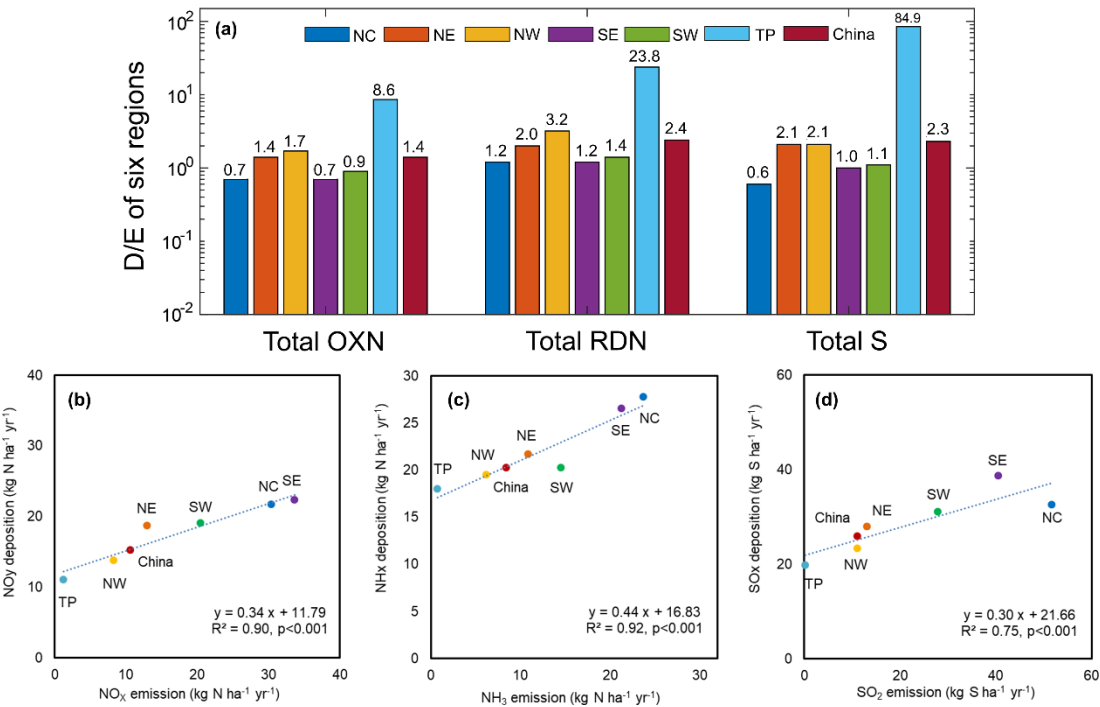 (a)
NC NE NW SE SW TP China
D/E of six regions
10² 10¹ 10⁰ 10⁻¹ 10⁻²
0.7 1.4 1.7 0.7 0.9 8.6 1.4
1.2 2.0 3.2 1.2 1.4 23.8 2.4
0.6 2.1 2.1 1.0 1.1 84.9 2.3
Total OXN Total RDN Total S
(b)
NOy deposition (kg N ha⁻¹ yr⁻¹)
40
30
20
10
0
TP
NW
China
NE
SW
NC
SE
y = 0.34 x + 11.79
R² = 0.90, p<0.001
0 10 20 30 40
NOX emission (kg N ha⁻¹ yr⁻¹)
(c)
NHx deposition (kg N ha⁻¹ yr⁻¹)
30
25
20
15
10
5
0
TP
NW
China
NE
SW
SE
NC
y = 0.44 x + 16.83
R² = 0.92, p<0.001
0 10 20 30
NH₃ emission (kg N ha⁻¹ yr⁻¹)
(d)
SOx deposition (kg S ha⁻¹ yr⁻¹)
60
40
20
0
TP
China
NW
NE
SW
SE
NC
y = 0.30 x + 21.66
R² = 0.75, p<0.001
0 20 40 60
SO₂ emission (kg S ha⁻¹ yr⁻¹)